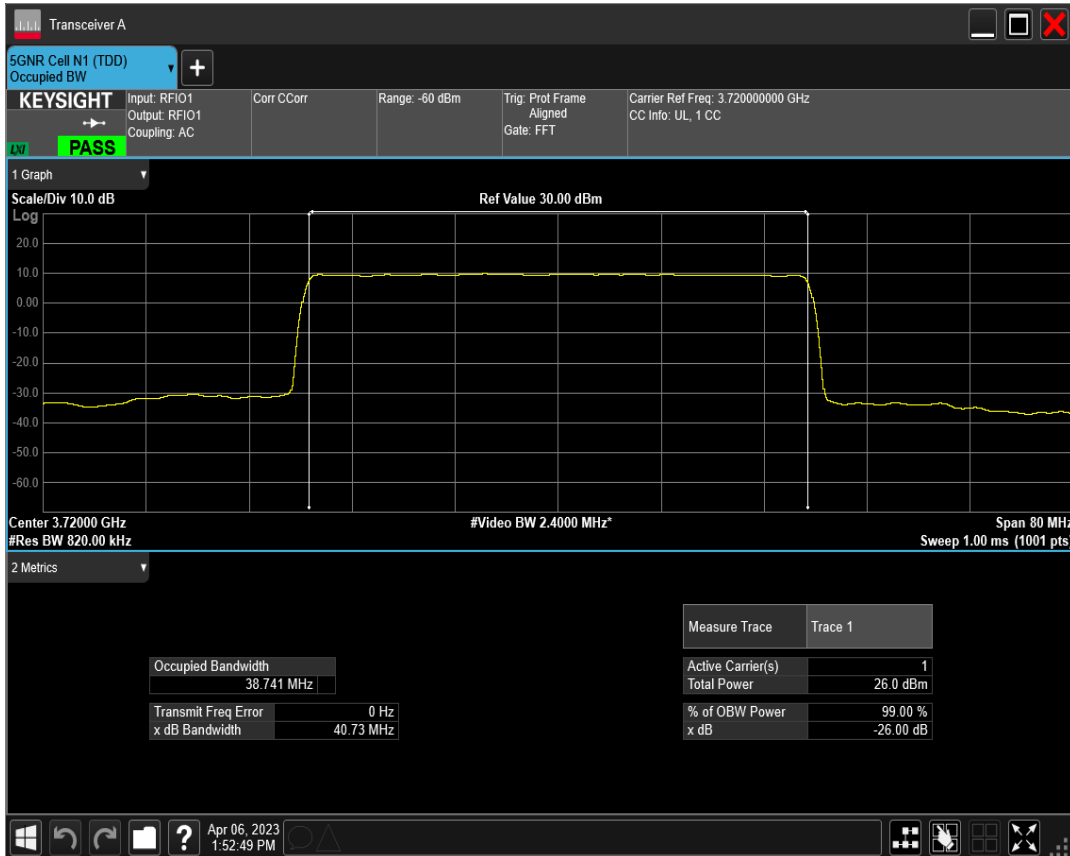 Transceiver A
5GNR Cell N1 (TDD)
Occupied BW
KEYSIGHT
LXI
PASS
Input: RFIO1
Output: RFIO1
Coupling: AC
Corr CCorr
Range: -60 dBm
Trig: Prot Frame
Aligned
Gate: FFT
Carrier Ref Freq: 3.720000000 GHz
CC Info: UL, 1 CC
1 Graph
Scale/Div 10.0 dB
Ref Value 30.00 dBm
Log
20.0
10.0
0.00
-10.0
-20.0
-30.0
-40.0
-50.0
-60.0
Center 3.72000 GHz
#Video BW 2.4000 MHz*
Span 80 MHz
#Res BW 820.00 kHz
Sweep 1.00 ms (1001 pts)
2 Metrics
Measure Trace Trace 1
Occupied Bandwidth
38.741 MHz
Active Carrier(s) 1
Total Power 26.0 dBm
Transmit Freq Error 0 Hz
x dB Bandwidth 40.73 MHz
% of OBW Power 99.00 %
x dB -26.00 dB
?
Apr 06, 2023
1:52:49 PM